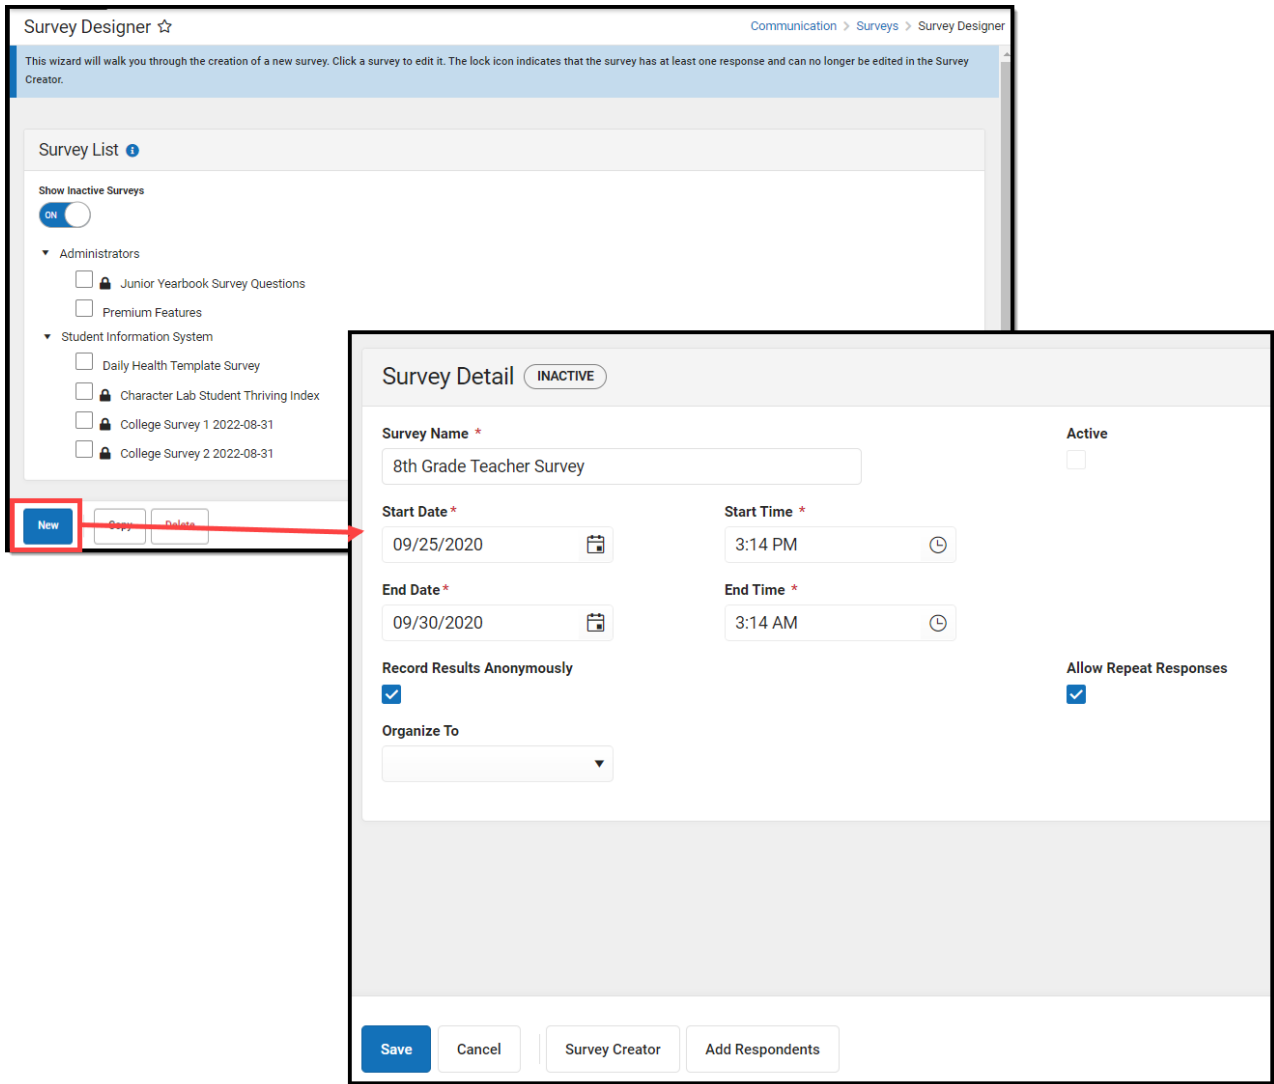 Survey Designer
Communication > Surveys > Survey Designer
This wizard will walk you through the creation of a new survey. Click a survey to edit it. The lock icon indicates that the survey has at least one response and can no longer be edited in the Survey
Creator.
Survey List
Show Inactive Surveys
ON
Administrators
Junior Yearbook Survey Questions
Premium Features
Student Information System
Daily Health Template Survey
Character Lab Student Thriving Index
College Survey 1 2022-08-31
College Survey 2 2022-08-31
New Copy Delete
Survey Detail INACTIVE
Survey Name * Active
8th Grade Teacher Survey
Start Date * Start Time *
09/25/2020 3:14 PM
End Date * End Time *
09/30/2020 3:14 AM
Record Results Anonymously Allow Repeat Responses
Organize To
Save Cancel Survey Creator Add Respondents